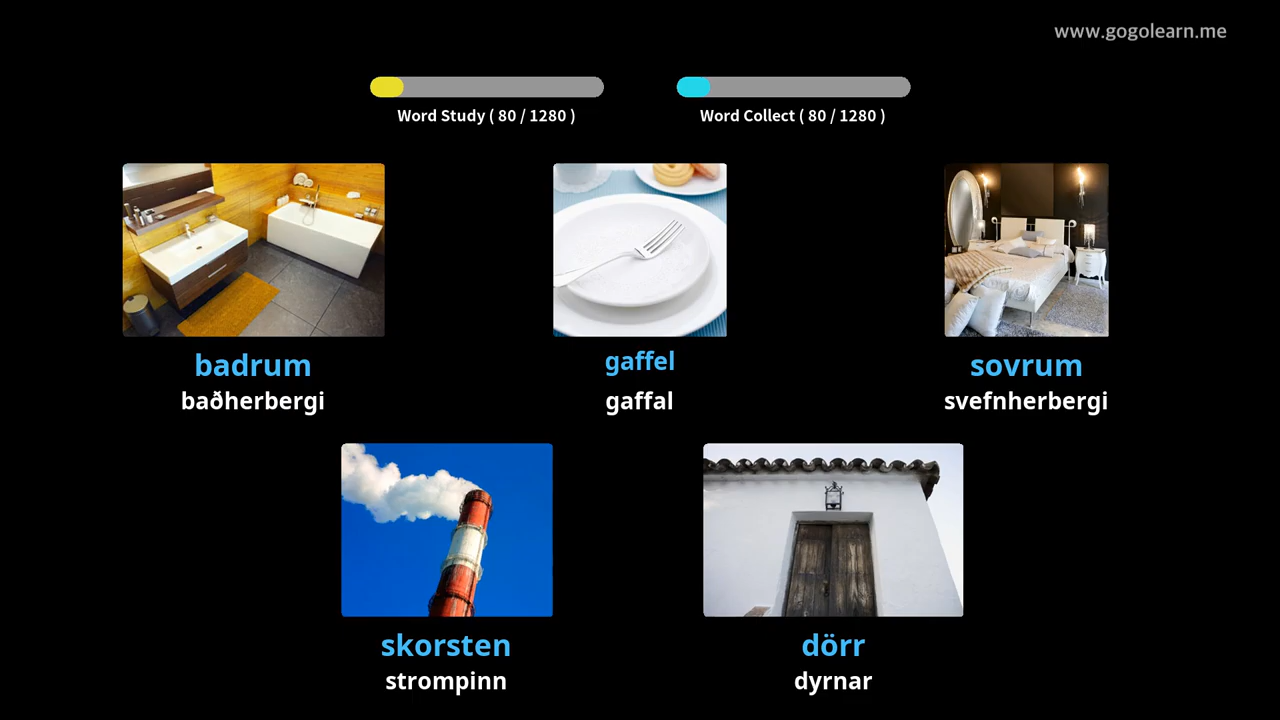 www.gogolearn.me
Word Study ( 80 / 1280 )
Word Collect ( 80 / 1280 )
badrum
baðherbergi
gaffel
gaffal
sovrum
svefnherbergi
skorsten
strompinn
dörr
dyrnar